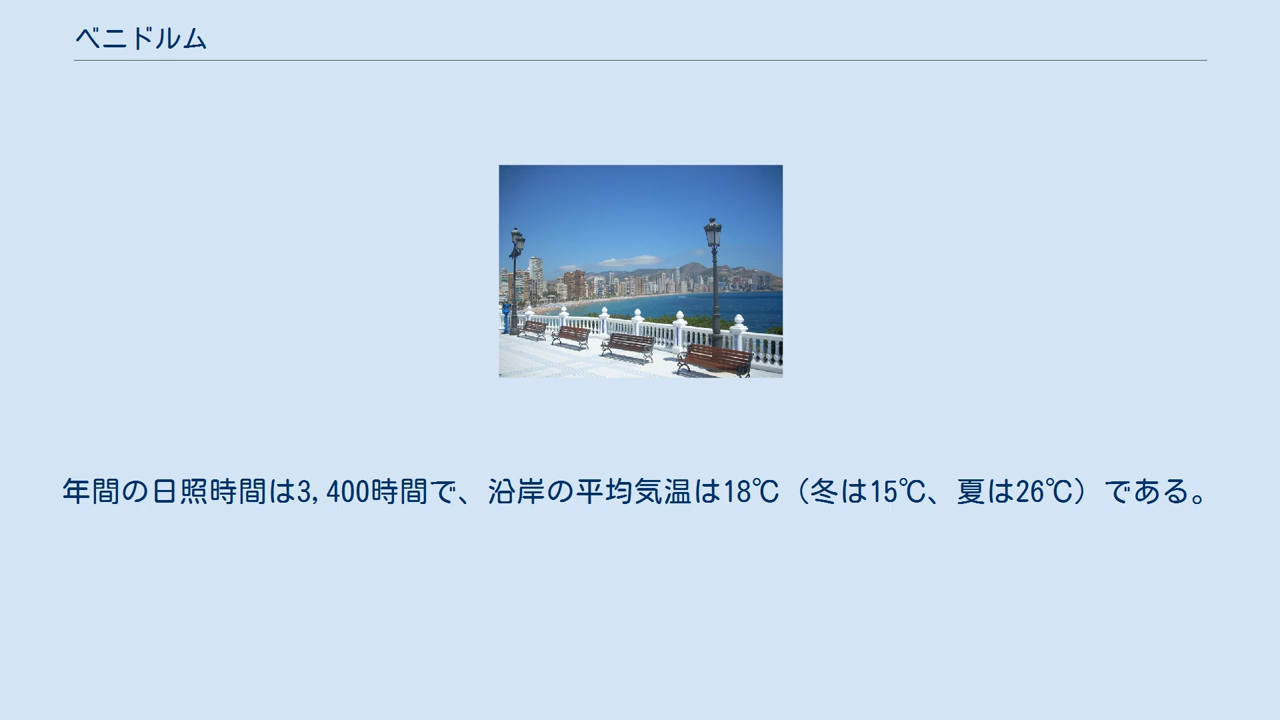 ベニドルム
年間の日照時間は3,400時間で、沿岸の平均気温は18℃（冬は15℃、夏は26℃）である。